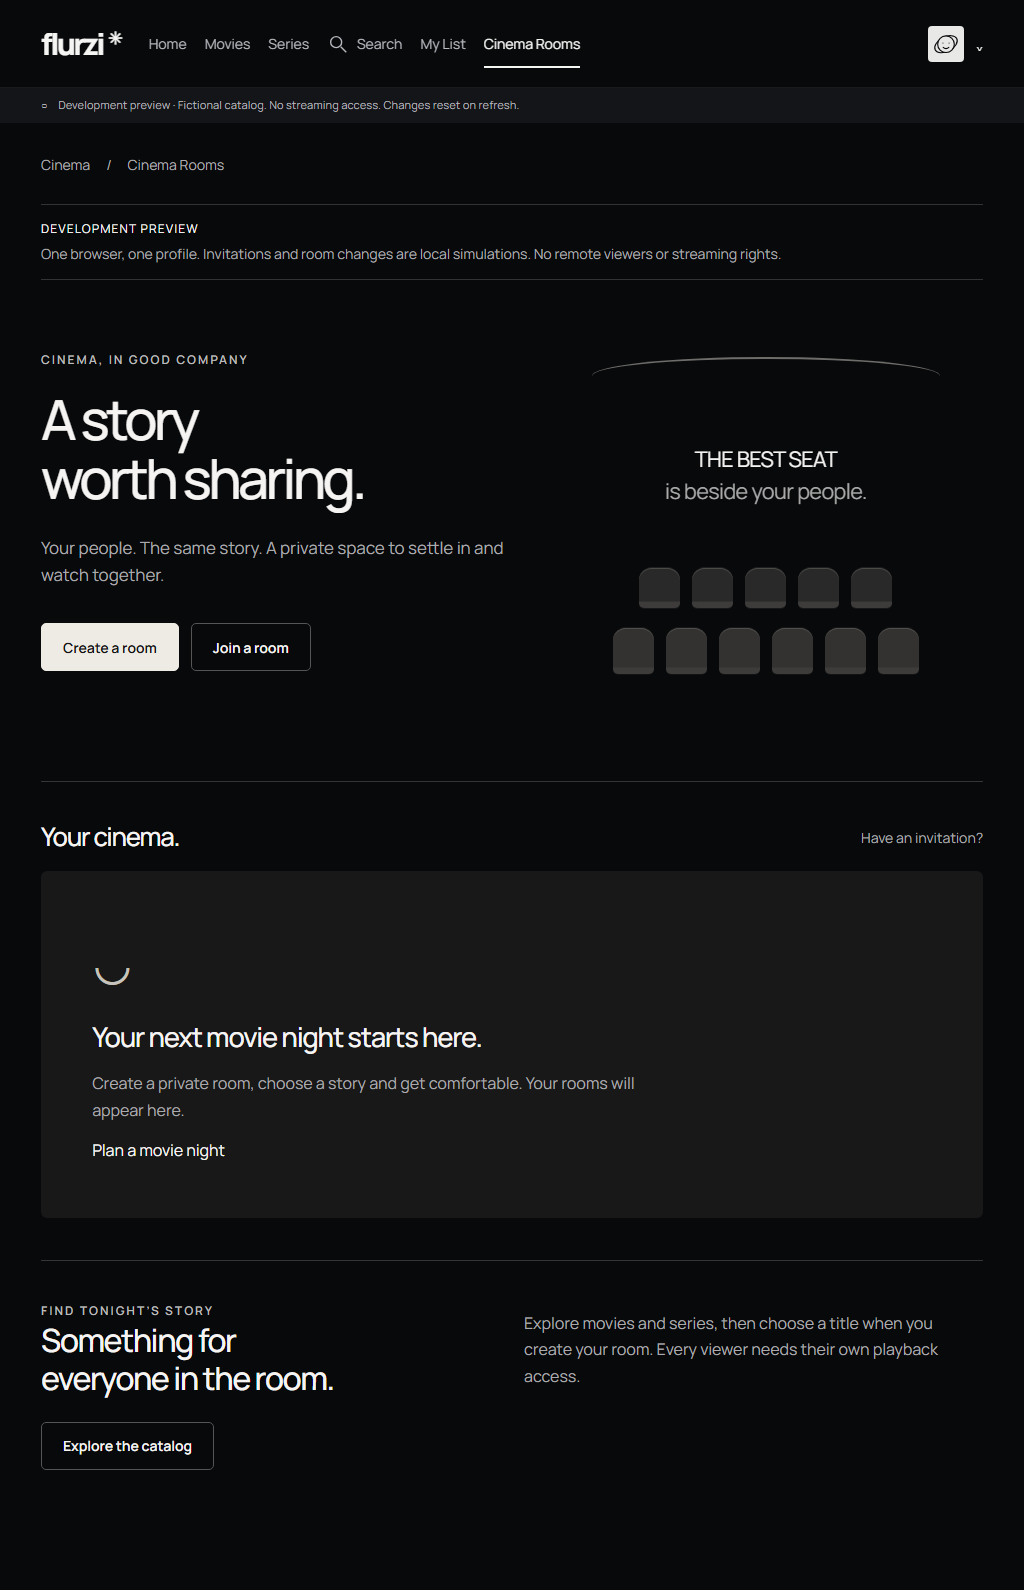 flurzi*
Home Movies Series Search My List Cinema Rooms
Development preview · Fictional catalog. No streaming access. Changes reset on refresh.
Cinema / Cinema Rooms
DEVELOPMENT PREVIEW
One browser, one profile. Invitations and room changes are local simulations. No remote viewers or streaming rights.
CINEMA, IN GOOD COMPANY
A story
worth sharing.
Your people. The same story. A private space to settle in and
watch together.
Create a room Join a room
THE BEST SEAT
is beside your people.
Your cinema.
Have an invitation?
Your next movie night starts here.
Create a private room, choose a story and get comfortable. Your rooms will
appear here.
Plan a movie night
FIND TONIGHT'S STORY
Something for
everyone in the room.
Explore the catalog
Explore movies and series, then choose a title when you
create your room. Every viewer needs their own playback
access.